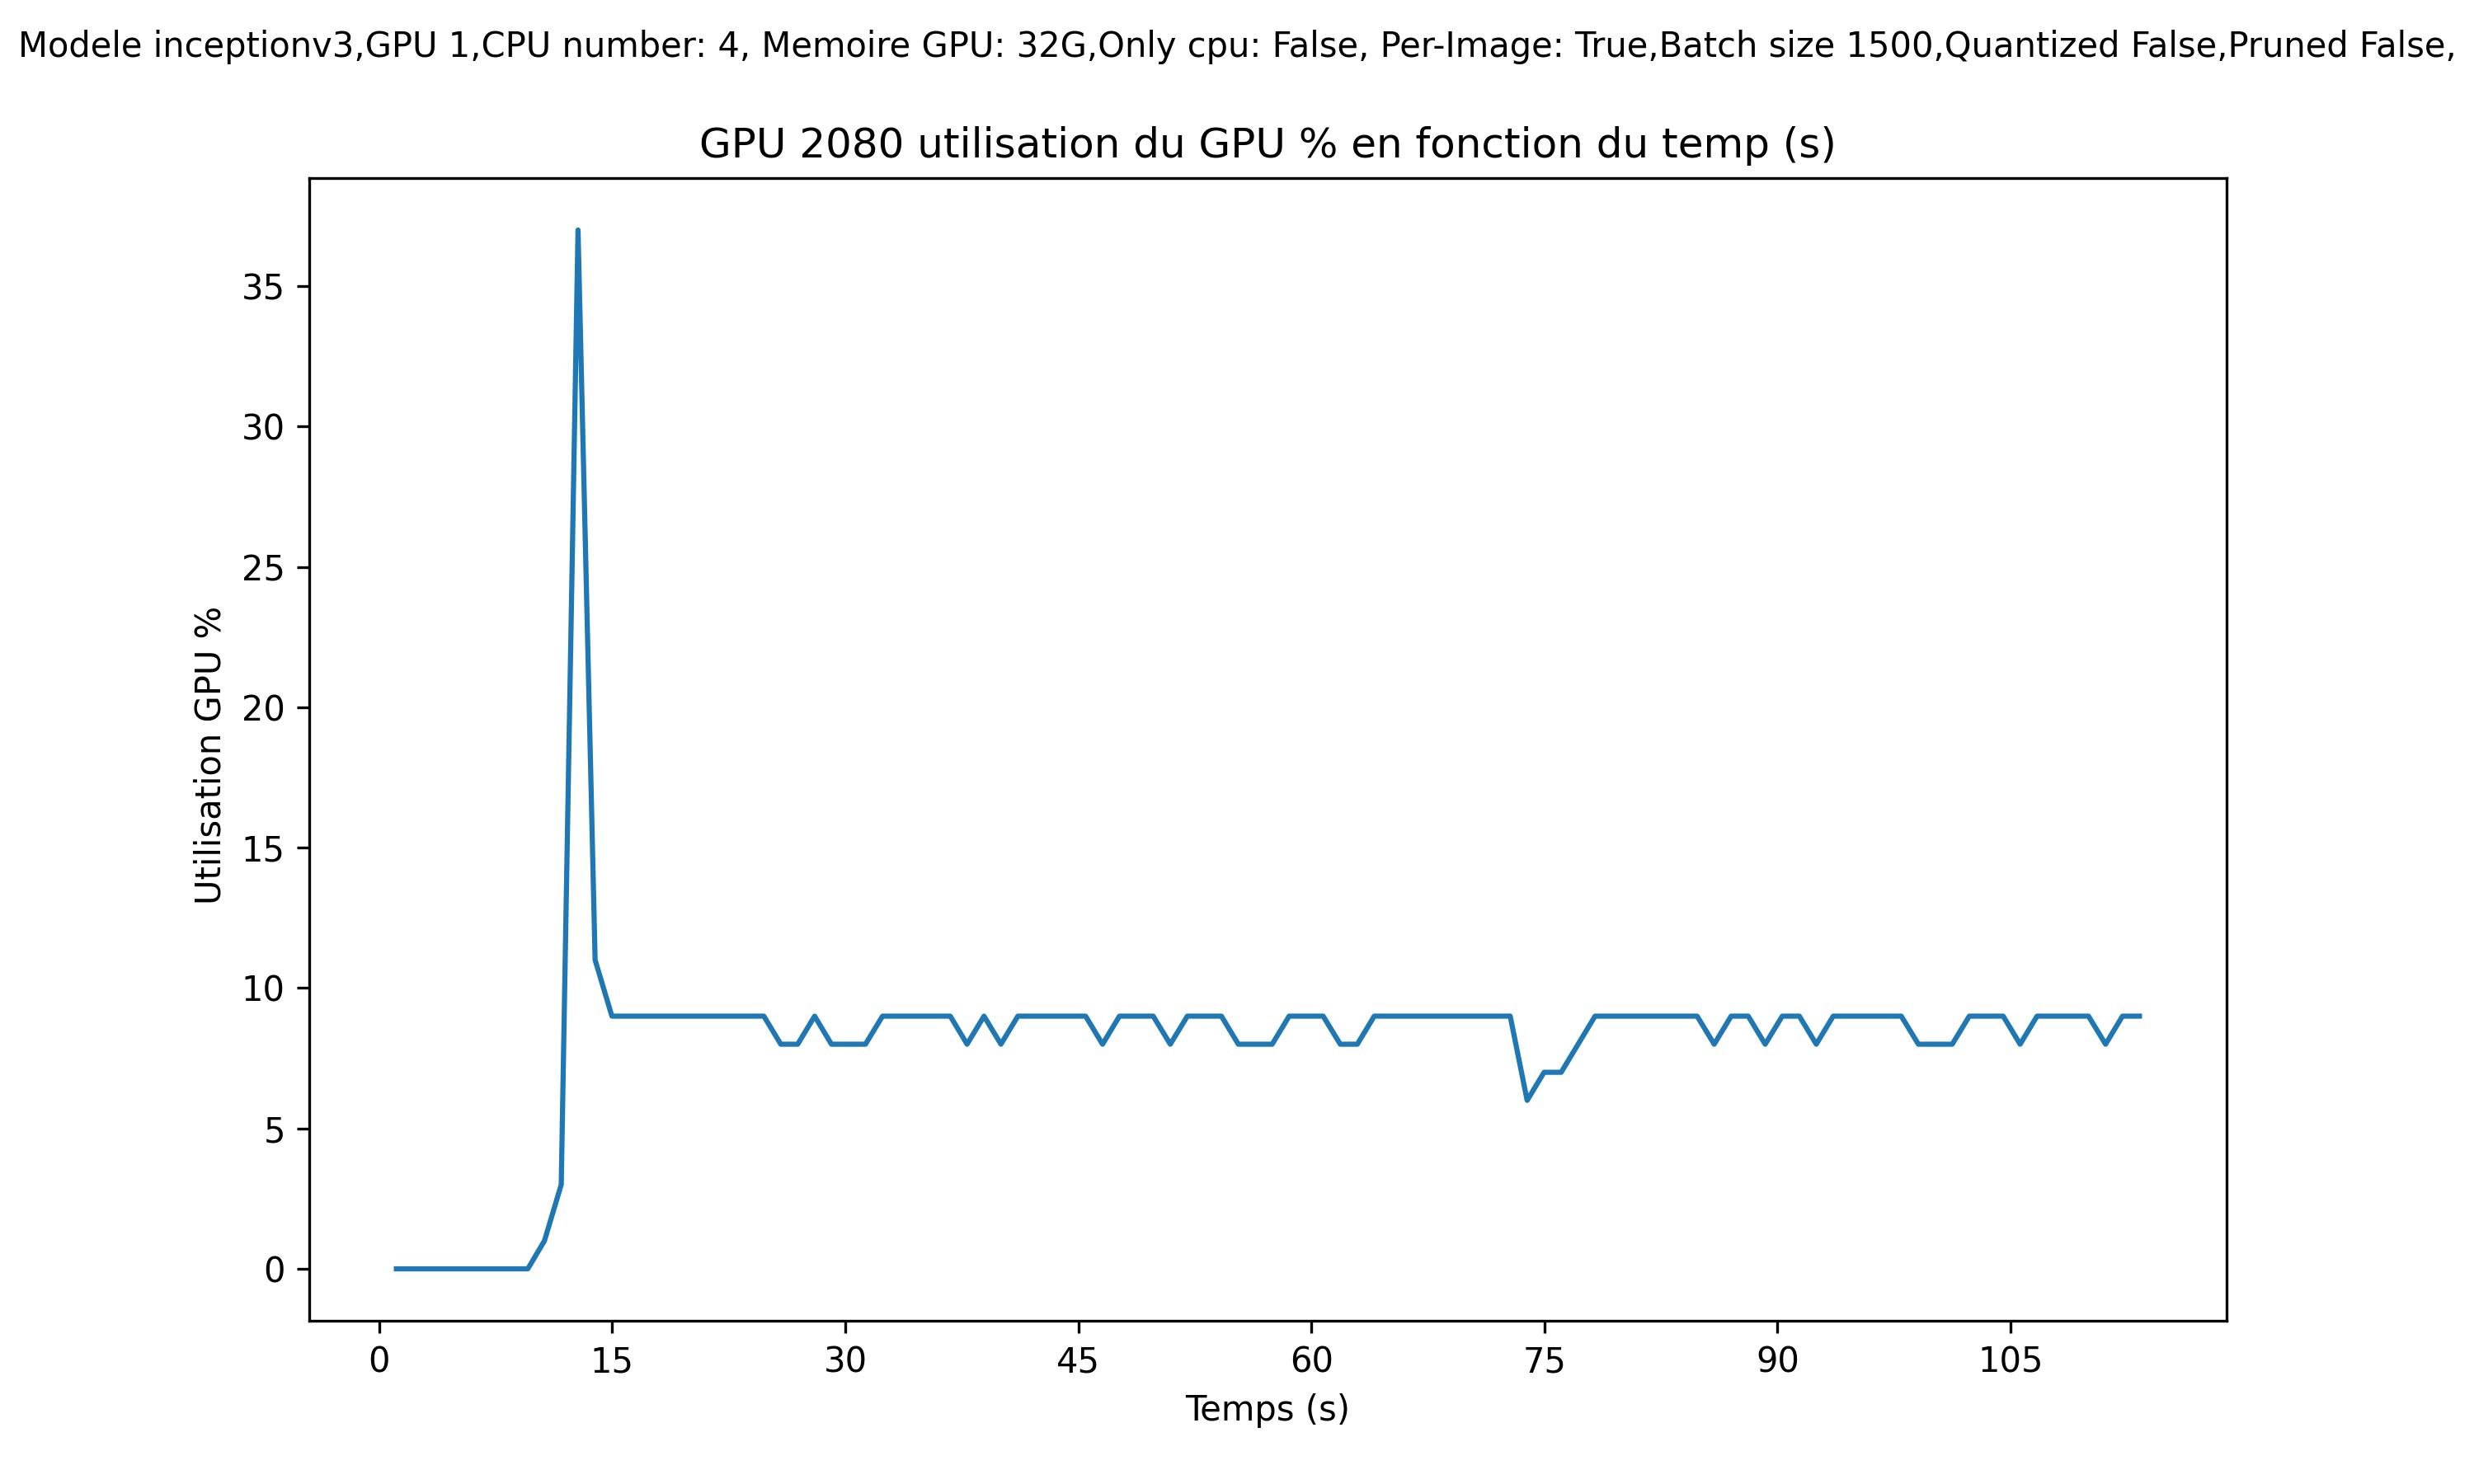 Modele inceptionv3,GPU 1,CPU number: 4, Memoire GPU: 32G,Only cpu: False, Per-Image: True,Batch size 1500,Quantized False,Pruned False,
GPU 2080 utilisation du GPU % en fonction du temp (s)
Utilisation GPU %
35
30
25
20
15
10
5
0
0 15 30 45 60 75 90 105
Temps (s)